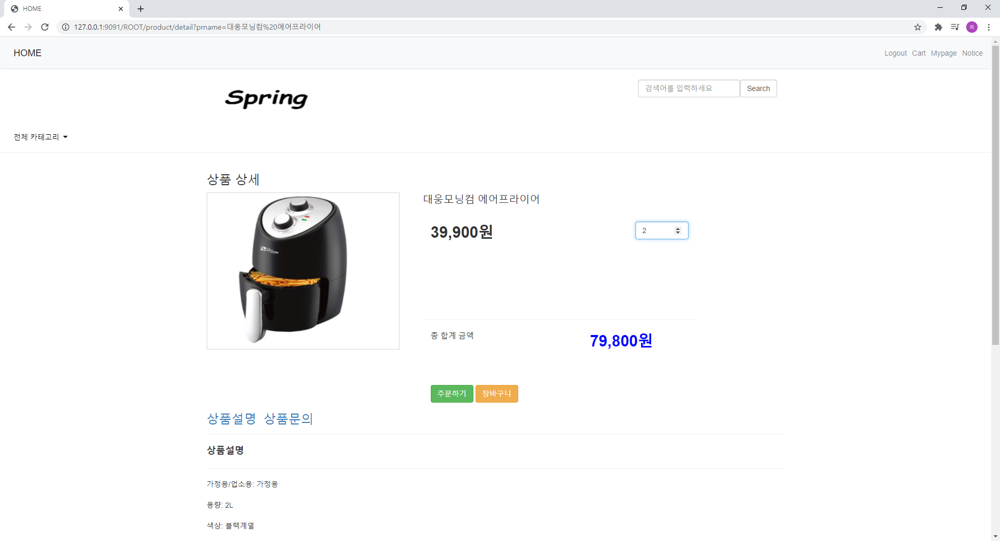 HOME
127.0.0.1:9091/ROOT/product/detail?prname=대웅모닝컴%20에어프라이어
와
HOME
Logout Cart Mypage Notice
Spring
검색어를 입력하세요 Search
전체 카테고리
상품 상세
대웅모닝컴 에어프라이어
39,900원
2
총 합계 금액
79,800원
주문하기 장바구니
상품설명 상품문의
상품설명
가정용/업소용: 가정용
용량: 2L
색상: 블랙계열